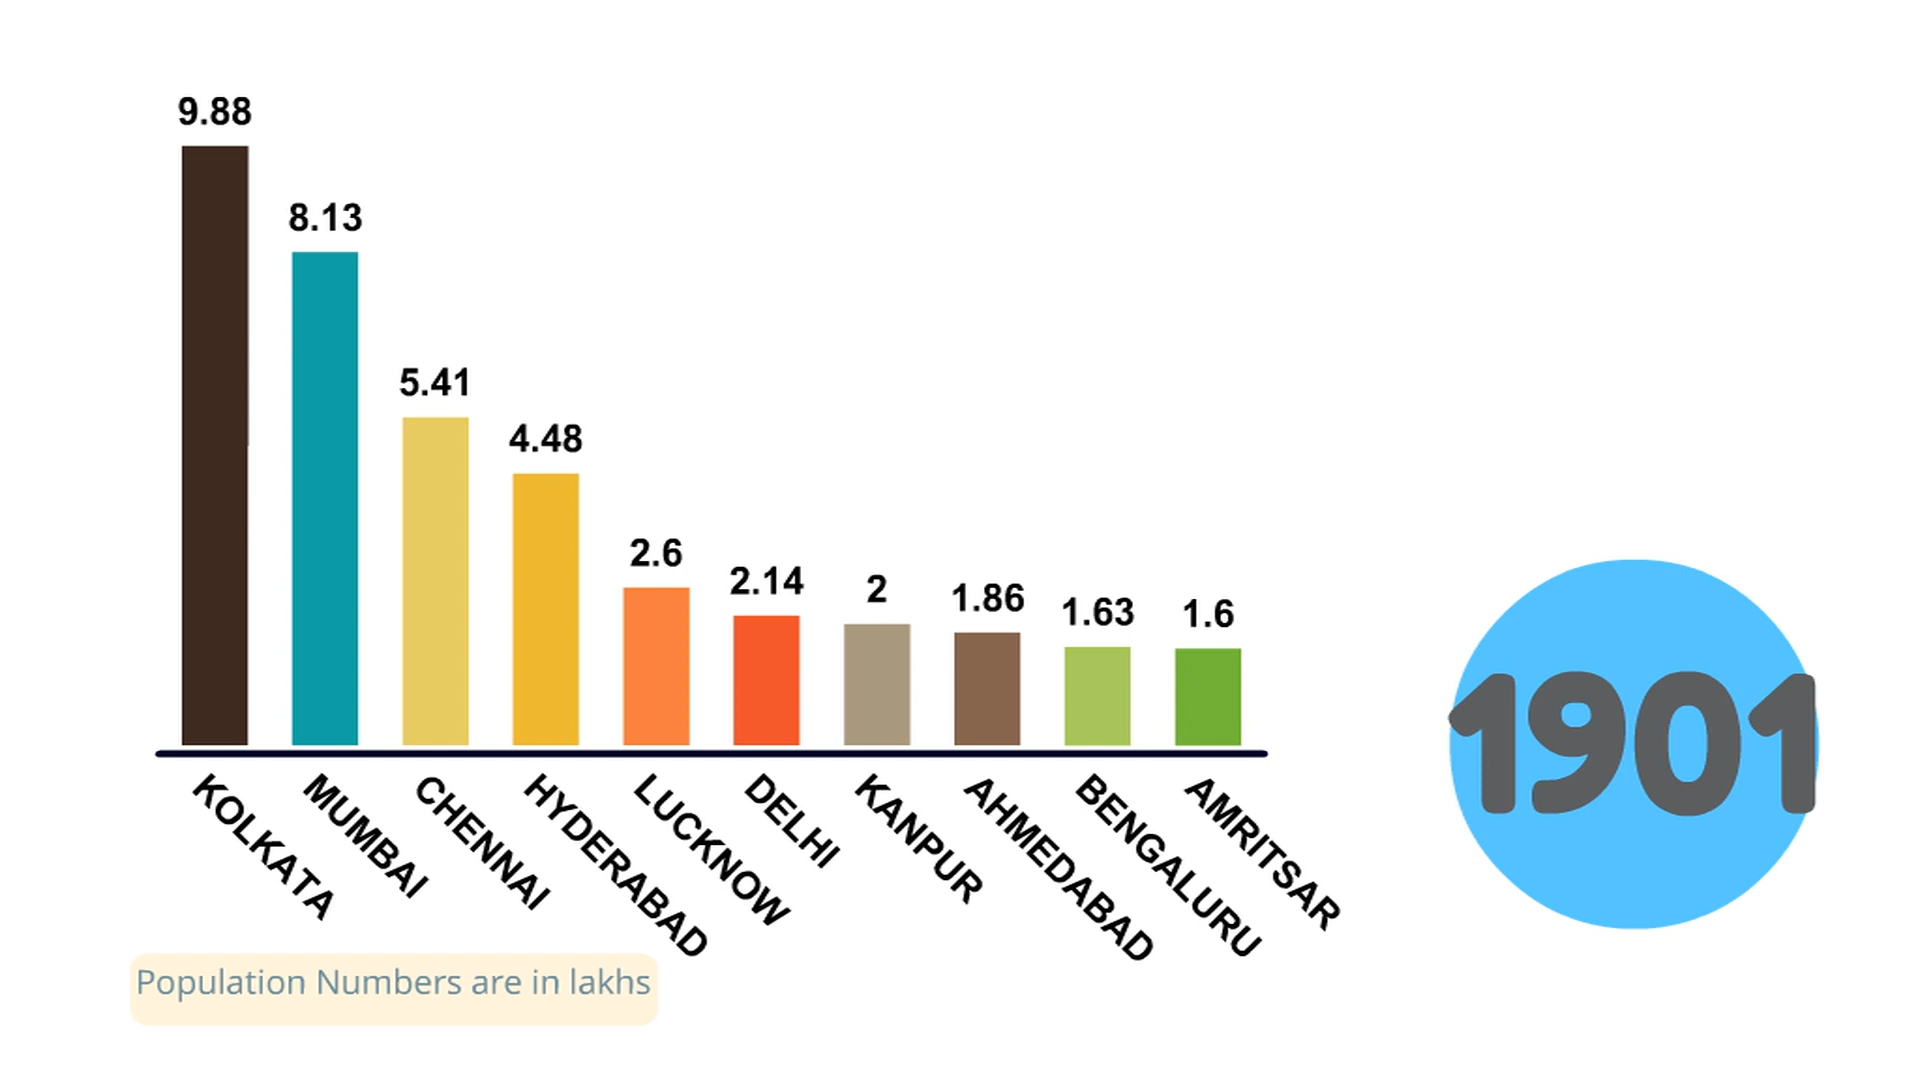 9.88
8.13
5.41
4.48
2.6
2.14
2
1.86
1.63
1.6
KOLKATA
MUMBAI
CHENNAI
HYDERABAD
LUCKNOW
DELHI
KANPUR
AHMEDABAD
BENGALURU
AMRITSAR
1901
Population Numbers are in lakhs